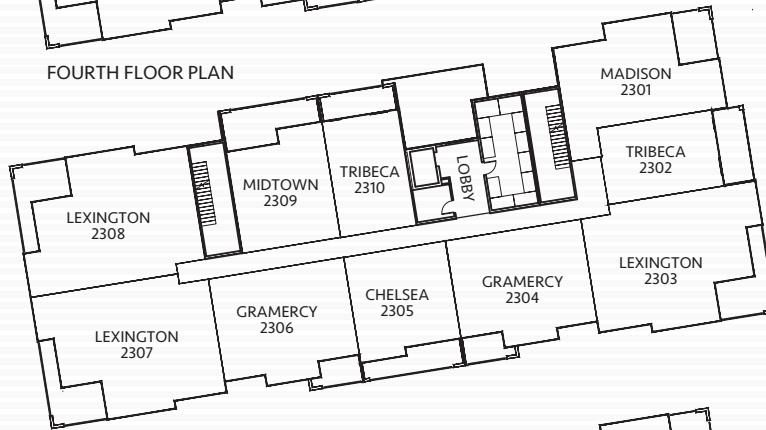 FOURTH FLOOR PLAN
MADISON
2301
TRIBECA
2302
LEXINGTON
2303
GRAMERCY
2304
CHELSEA
2305
GRAMERCY
2306
LEXINGTON
2307
LEXINGTON
2308
MIDTOWN
2309
TRIBECA
2310
LOBBY